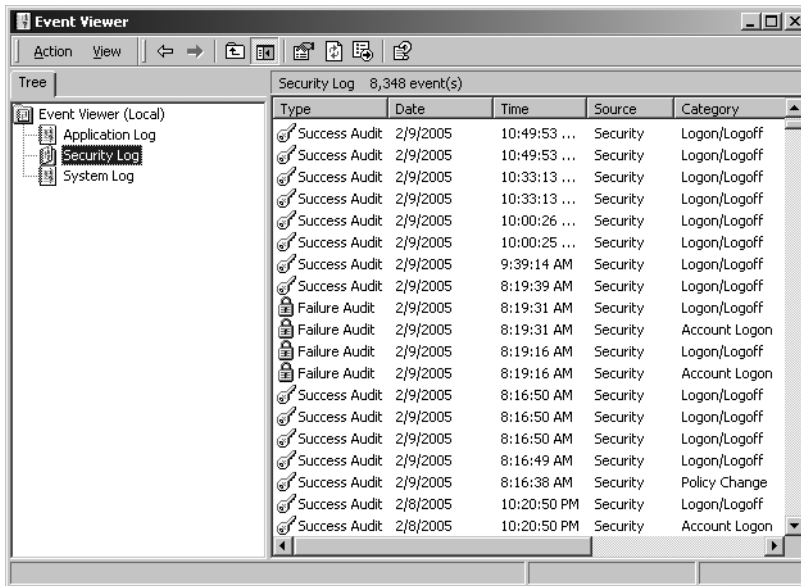 Event Viewer
Action View
Tree
Security Log 8,348 event(s)
Event Viewer (Local)
Application Log
Security Log
System Log
Type Date Time Source Category
Success Audit 2/9/2005 10:49:53 ... Security Logon/Logoff
Success Audit 2/9/2005 10:49:53 ... Security Logon/Logoff
Success Audit 2/9/2005 10:33:13 ... Security Logon/Logoff
Success Audit 2/9/2005 10:33:13 ... Security Logon/Logoff
Success Audit 2/9/2005 10:00:26 ... Security Logon/Logoff
Success Audit 2/9/2005 10:00:25 ... Security Logon/Logoff
Success Audit 2/9/2005 9:39:14 AM Security Logon/Logoff
Success Audit 2/9/2005 8:19:39 AM Security Logon/Logoff
Failure Audit 2/9/2005 8:19:31 AM Security Logon/Logoff
Failure Audit 2/9/2005 8:19:31 AM Security Account Logon
Failure Audit 2/9/2005 8:19:16 AM Security Logon/Logoff
Failure Audit 2/9/2005 8:19:16 AM Security Account Logon
Success Audit 2/9/2005 8:16:50 AM Security Logon/Logoff
Success Audit 2/9/2005 8:16:50 AM Security Logon/Logoff
Success Audit 2/9/2005 8:16:50 AM Security Logon/Logoff
Success Audit 2/9/2005 8:16:49 AM Security Logon/Logoff
Success Audit 2/9/2005 8:16:38 AM Security Policy Change
Success Audit 2/8/2005 10:20:50 PM Security Logon/Logoff
Success Audit 2/8/2005 10:20:50 PM Security Account Logon